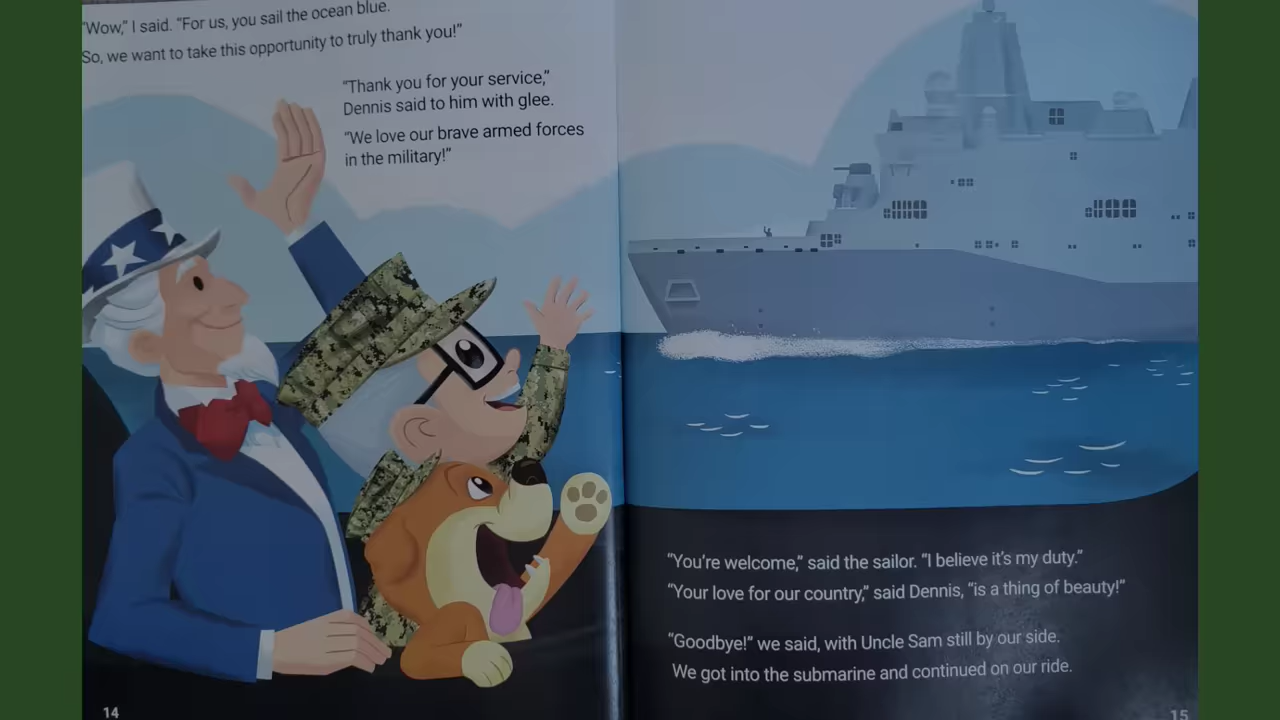 "Wow," I said. "For us, you sail the ocean blue.
So, we want to take this opportunity to truly thank you!"
"Thank you for your service,"
Dennis said to him with glee.
"We love our brave armed forces
in the military!"
14
"You're welcome," said the sailor. "I believe it's my duty."
"Your love for our country," said Dennis, "is a thing of beauty!"
"Goodbye!" we said, with Uncle Sam still by our side.
We got into the submarine and continued on our ride.
15